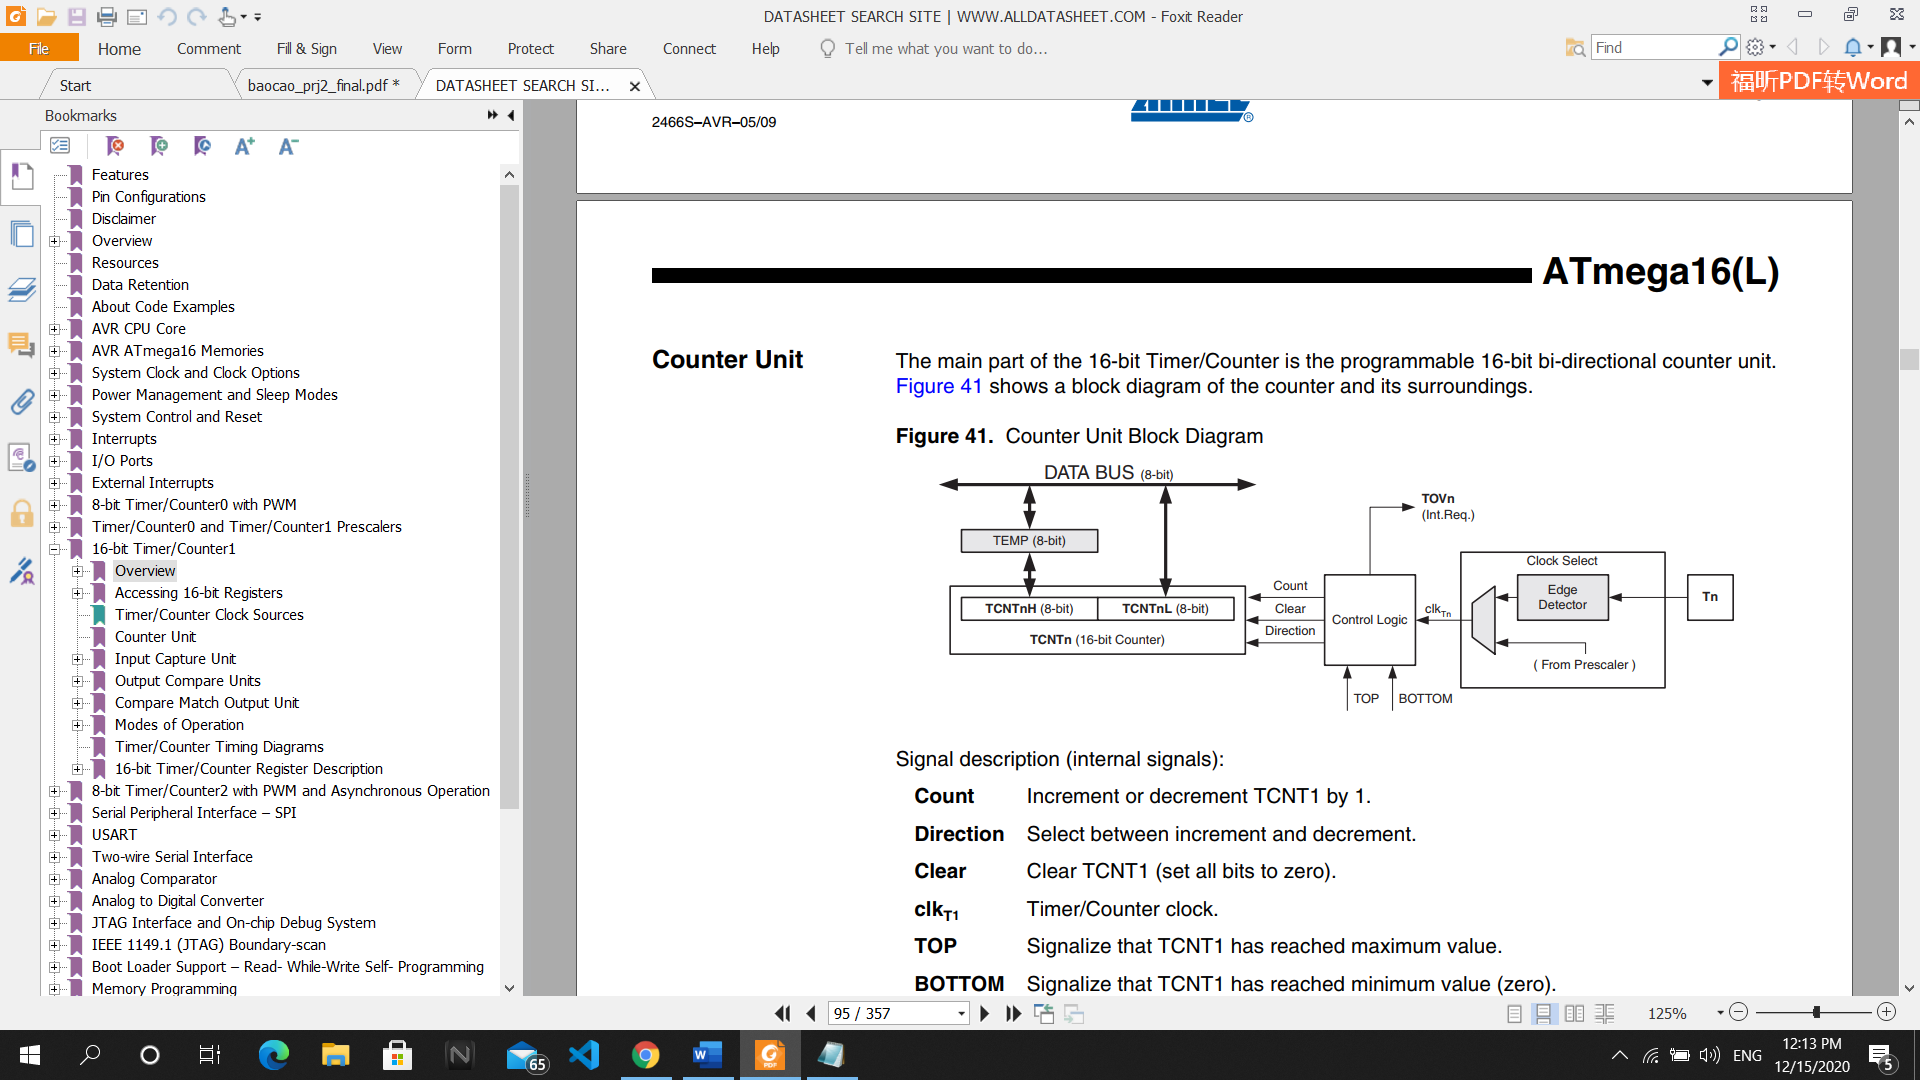 DATASHEET SEARCH SITE | WWW.ALLDATASHEET.COM - Foxit Reader
File Home Comment Fill & Sign View Form Protect Share Connect Help Tell me what you want to do... Find
Start baocao_prj2_final.pdf * DATASHEET SEARCH SI... 福昕PDF转Word
Bookmarks
Features
Pin Configurations
Disclaimer
Overview
Resources
Data Retention
About Code Examples
AVR CPU Core
AVR ATmega16 Memories
System Clock and Clock Options
Power Management and Sleep Modes
System Control and Reset
Interrupts
I/O Ports
External Interrupts
8-bit Timer/Counter0 with PWM
Timer/Counter0 and Timer/Counter1 Prescalers
16-bit Timer/Counter1
Overview
Accessing 16-bit Registers
Timer/Counter Clock Sources
Counter Unit
Input Capture Unit
Output Compare Units
Compare Match Output Unit
Modes of Operation
Timer/Counter Timing Diagrams
16-bit Timer/Counter Register Description
8-bit Timer/Counter2 with PWM and Asynchronous Operation
Serial Peripheral Interface – SPI
USART
Two-wire Serial Interface
Analog Comparator
Analog to Digital Converter
JTAG Interface and On-chip Debug System
IEEE 1149.1 (JTAG) Boundary-scan
Boot Loader Support – Read- While-Write Self- Programming
Memory Programming
2466S–AVR–05/09
ATmega16(L)
Counter Unit
The main part of the 16-bit Timer/Counter is the programmable 16-bit bi-directional counter unit.
Figure 41 shows a block diagram of the counter and its surroundings.
Figure 41. Counter Unit Block Diagram
DATA BUS (8-bit)
TOVn
(Int.Req.)
TEMP (8-bit)
Clock Select
Count
Edge
Detector
Tn
TCNTnH (8-bit) TCNTnL (8-bit)
Clear
clkTn
Control Logic
Direction
TCNTn (16-bit Counter)
( From Prescaler )
TOP BOTTOM
Signal description (internal signals):
Count Increment or decrement TCNT1 by 1.
Direction Select between increment and decrement.
Clear Clear TCNT1 (set all bits to zero).
clkT1 Timer/Counter clock.
TOP Signalize that TCNT1 has reached maximum value.
BOTTOM Signalize that TCNT1 has reached minimum value (zero).
95 / 357 125%
65 ENG 12:13 PM
12/15/2020 5